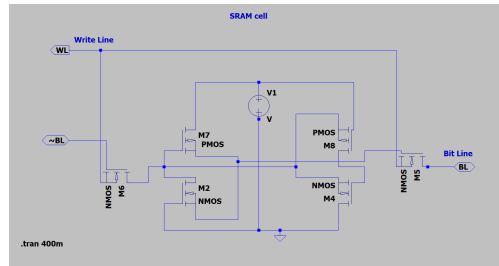 SRAM cell
Write Line
WL
V1
V
M7
PMOS
PMOS
M8
~BL
Bit Line
BL
NMOS
M6
M2
NMOS
NMOS
M4
NMOS
M5
.tran 400m